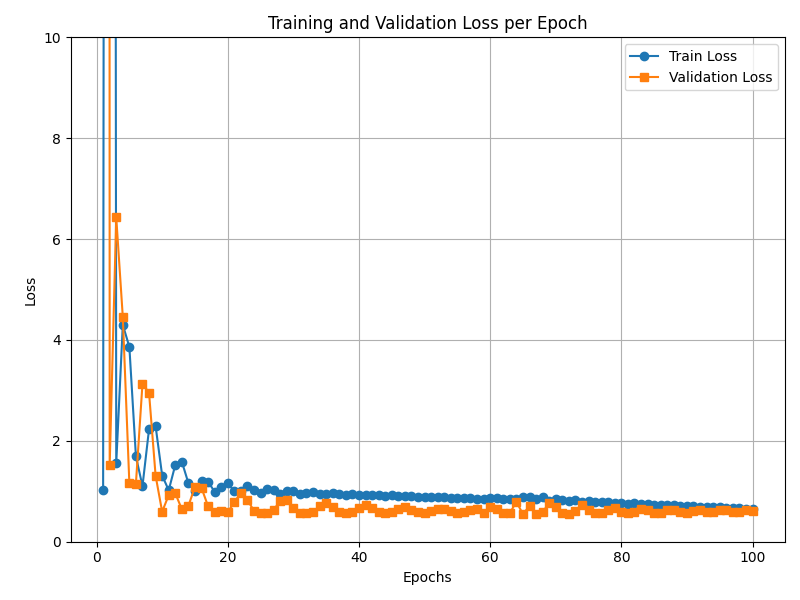 Training and Validation Loss per Epoch
Train Loss
Validation Loss
10
8
6
4
2
0
Loss
0 20 40 60 80 100
Epochs